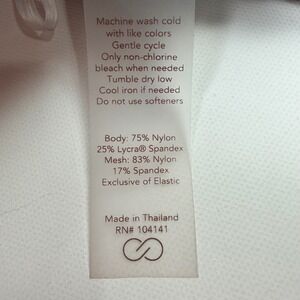 Machine wash cold
with like colors
Gentle cycle
Only non-chlorine
bleach when needed
Tumble dry low
Cool iron if needed
Do not use softeners
Body: 75% Nylon
25% Lycra® Spandex
Mesh: 83% Nylon
17% Spandex
Exclusive of Elastic
Made in Thailand
RN# 104141